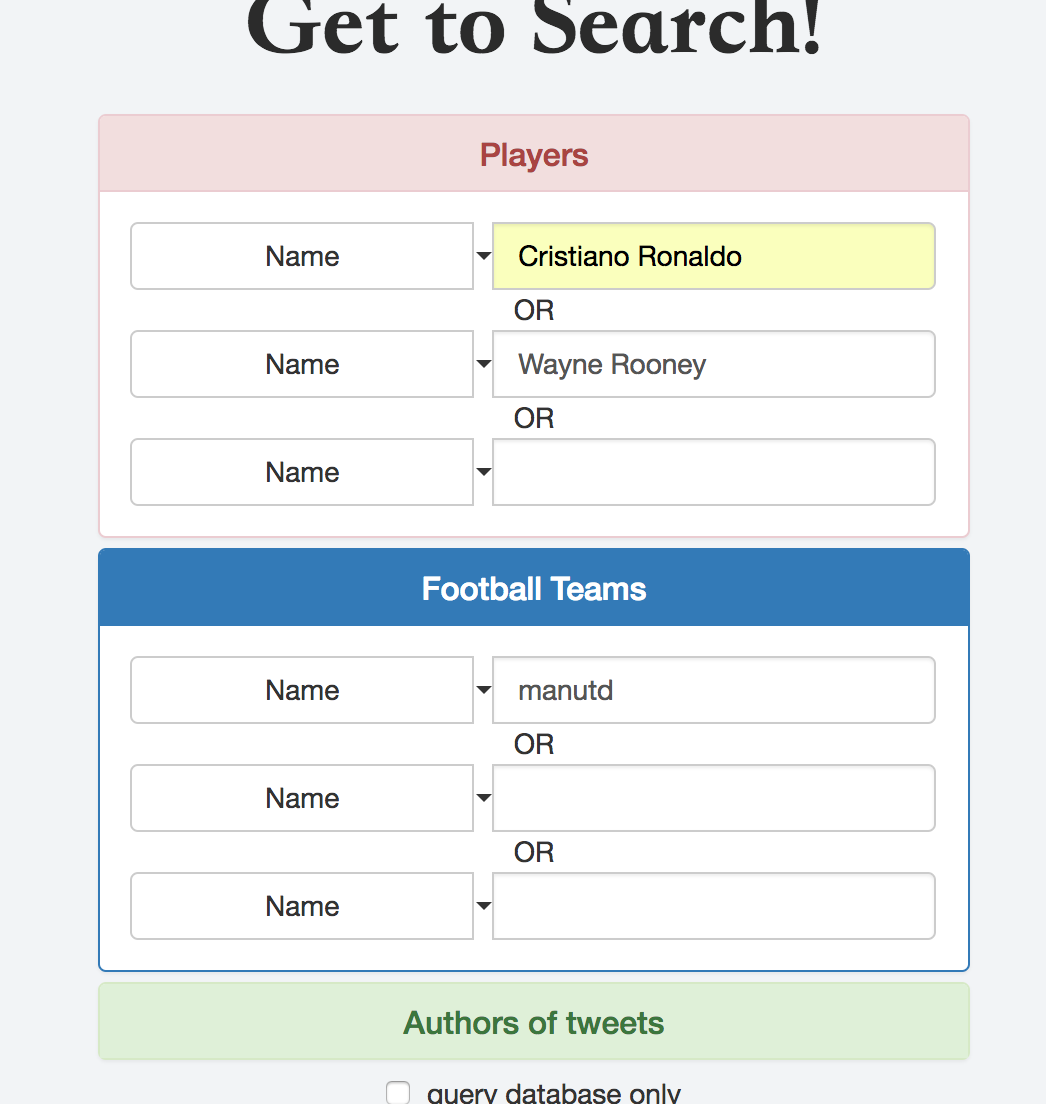 Get to Search!
Players
Name Cristiano Ronaldo
OR
Name Wayne Rooney
OR
Name
Football Teams
Name manutd
OR
Name
OR
Name
Authors of tweets
query database only